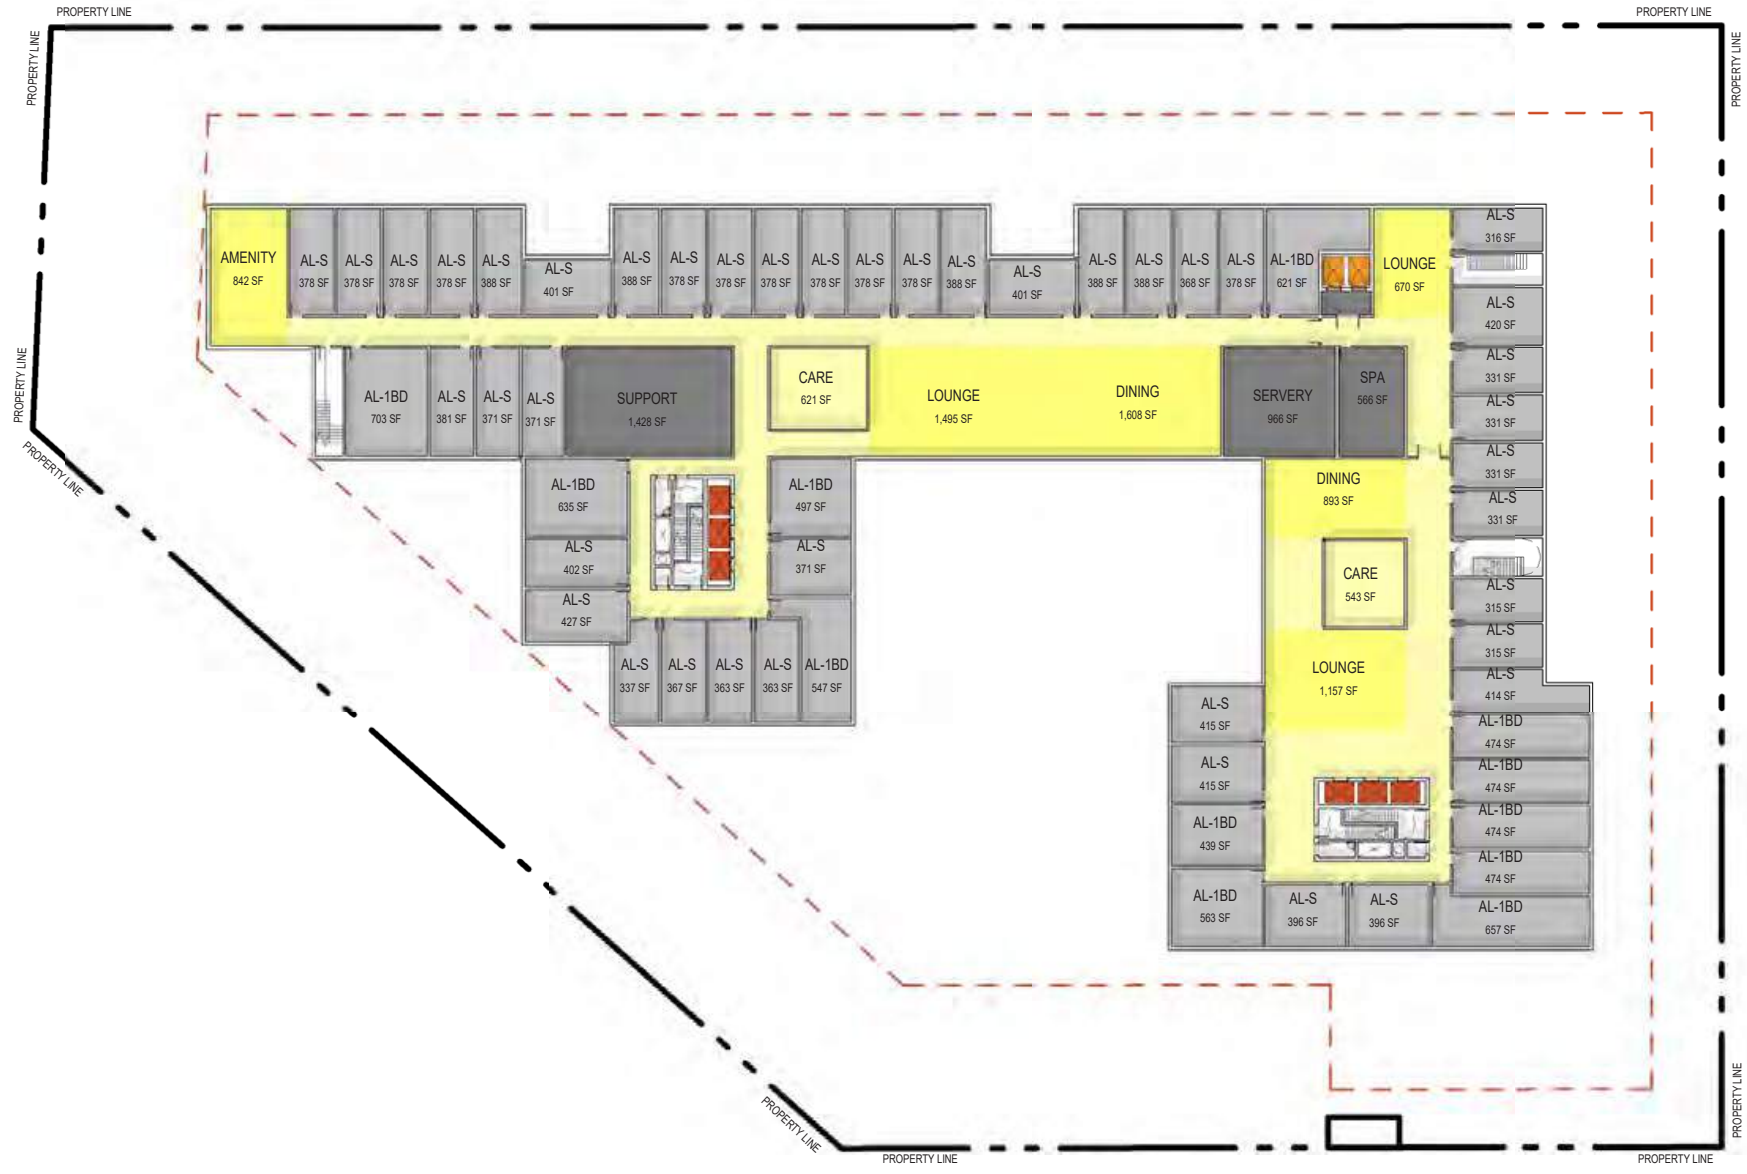 PROPERTY LINE
PROPERTY LINE
PROPERTY LINE
PROPERTY LINE
AMENITY
842 SF
AL-S
378 SF
AL-S
378 SF
AL-S
378 SF
AL-S
378 SF
AL-S
388 SF
AL-S
401 SF
AL-S
388 SF
AL-S
378 SF
AL-S
378 SF
AL-S
378 SF
AL-S
378 SF
AL-S
378 SF
AL-S
378 SF
AL-S
388 SF
AL-S
401 SF
AL-S
388 SF
AL-S
388 SF
AL-S
368 SF
AL-S
378 SF
AL-1BD
621 SF
LOUNGE
670 SF
AL-S
316 SF
AL-S
420 SF
AL-S
331 SF
AL-S
331 SF
AL-S
331 SF
AL-S
331 SF
PROPERTY LINE
PROPERTY LINE
AL-1BD
703 SF
AL-S
381 SF
AL-S
371 SF
AL-S
371 SF
SUPPORT
1,428 SF
CARE
621 SF
LOUNGE
1,495 SF
DINING
1,608 SF
SERVERY
966 SF
SPA
566 SF
AL-1BD
635 SF
AL-S
402 SF
AL-S
427 SF
AL-1BD
497 SF
AL-S
371 SF
AL-S
337 SF
AL-S
367 SF
AL-S
363 SF
AL-S
363 SF
AL-1BD
547 SF
DINING
893 SF
CARE
543 SF
LOUNGE
1,157 SF
AL-S
315 SF
AL-S
315 SF
AL-S
414 SF
AL-1BD
474 SF
AL-1BD
474 SF
AL-1BD
474 SF
AL-1BD
474 SF
AL-1BD
657 SF
AL-S
415 SF
AL-S
415 SF
AL-1BD
439 SF
AL-1BD
563 SF
AL-S
396 SF
AL-S
396 SF
PROPERTY LINE
PROPERTY LINE
PROPERTY LINE
PROPERTY LINE